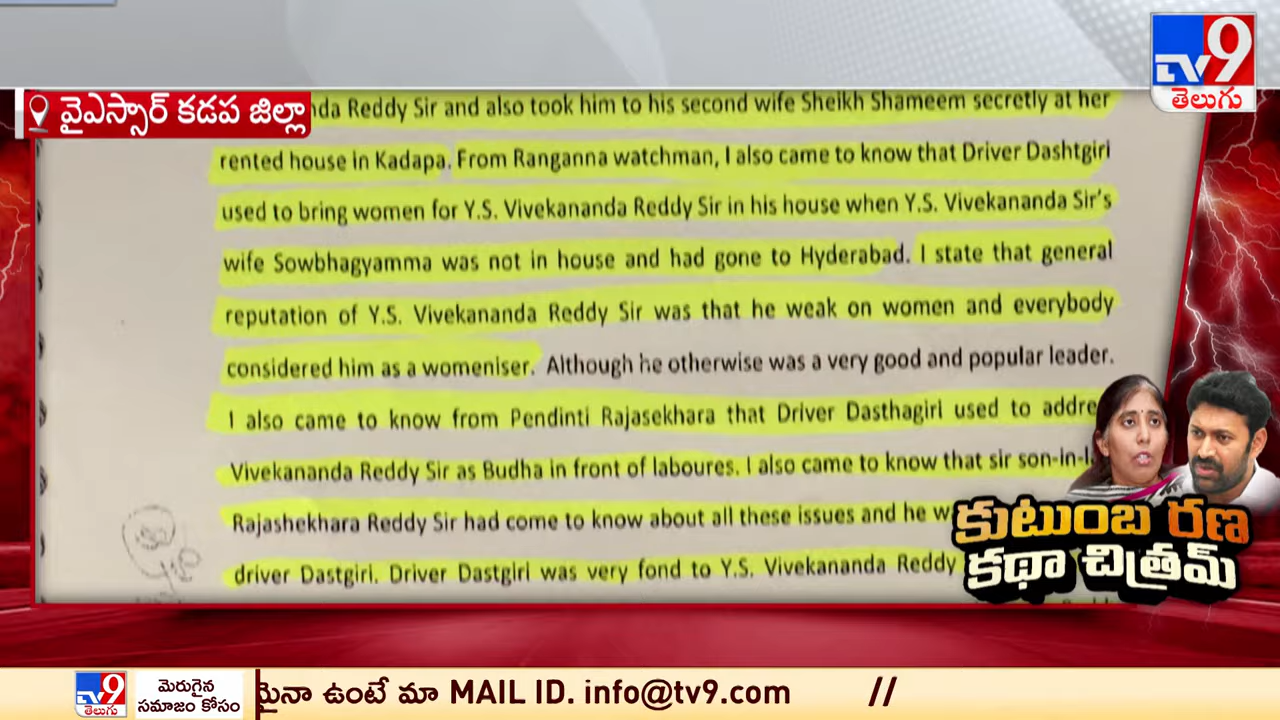 tv9
తెలుగు
వైఎస్సార్ కడప జిల్లా
nda Reddy Sir and also took him to his second wife Sheikh Shameem secretly at her
rented house in Kadapa. From Ranganna watchman, I also came to know that Driver Dashtgiri
used to bring women for Y.S. Vivekananda Reddy Sir in his house when Y.S. Vivekananda Sir's
wife Sowbhagyamma was not in house and had gone to Hyderabad. I state that general
reputation of Y.S. Vivekananda Reddy Sir was that he weak on women and everybody
considered him as a womeniser. Although he otherwise was a very good and popular leader.
I also came to know from Pendinti Rajasekhara that Driver Dasthagiri used to addre
Vivekananda Reddy Sir as Budha in front of laboures. I also came to know that sir son-in-l
Rajashekhara Reddy Sir had come to know about all these issues and he w
driver Dastgiri. Driver Dastgiri was very fond to Y.S. Vivekananda Reddy
కుటుంబ రణ
కథా చిత్రమ్
tv9
తెలుగు
మెరుగైన
సమాజం కోసం
మైనా ఉంటే మా MAIL ID. info@tv9.com //